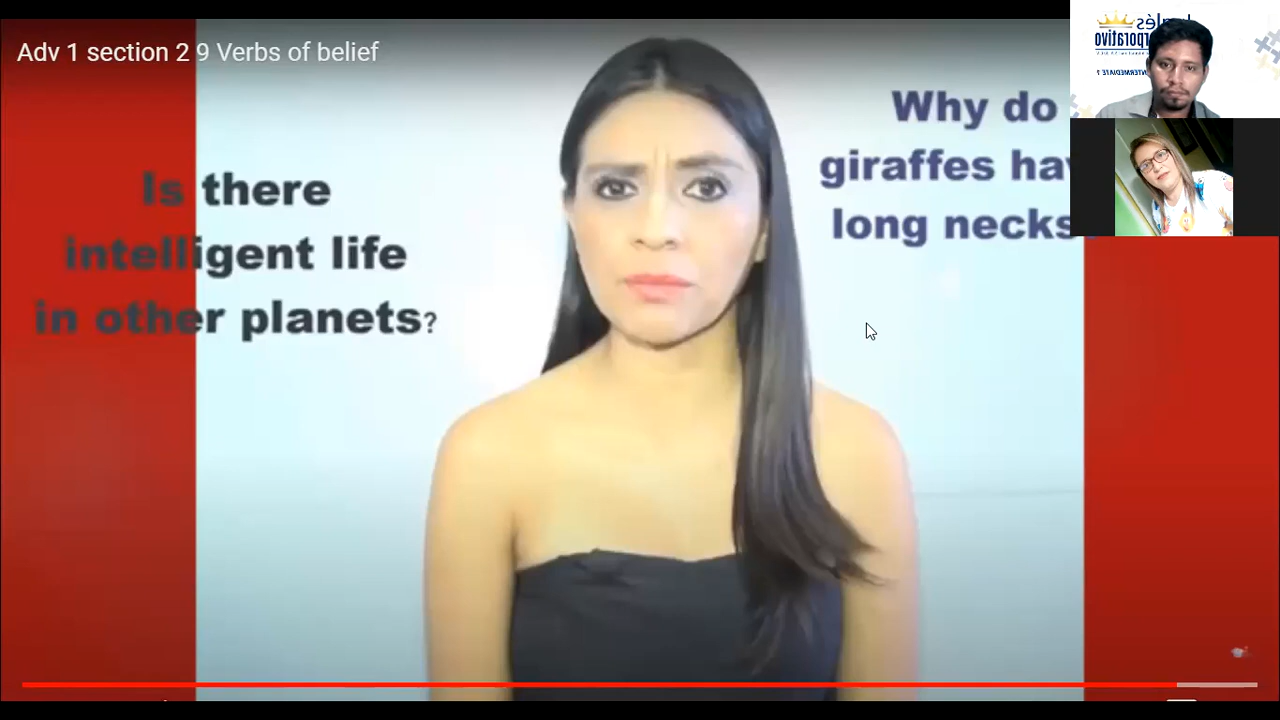 Adv 1 section 2 9 Verbs of belief
Is there
intelligent life
in other planets?
Why do
giraffes
long necks